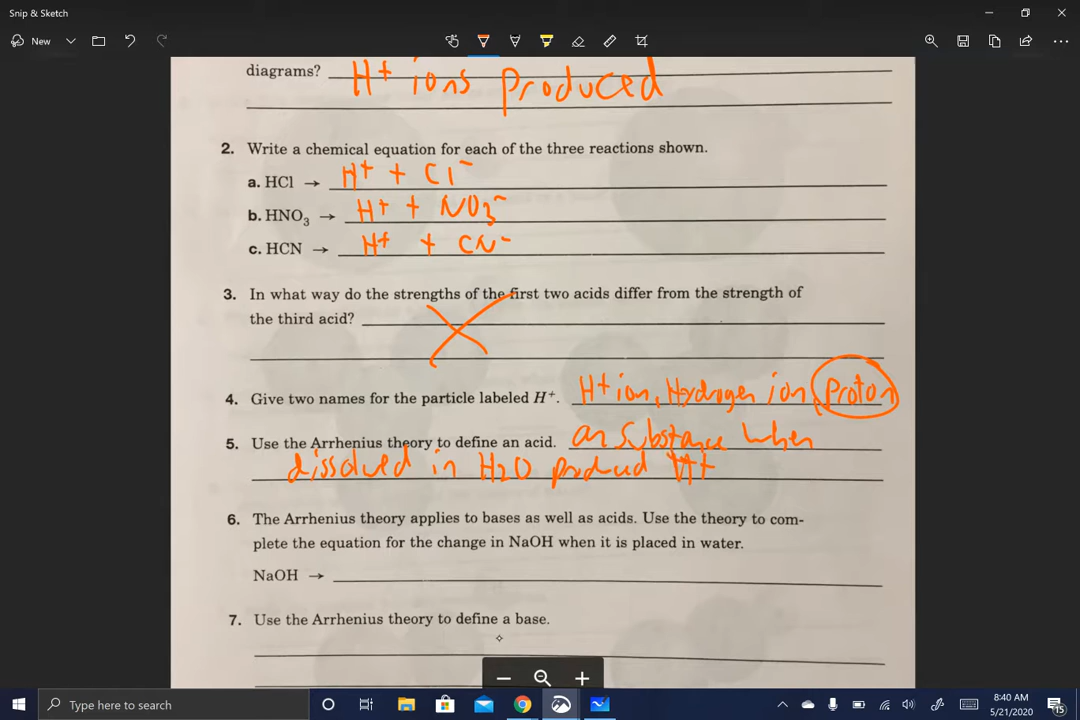 Snip & Sketch
New
diagrams? H+ ions produced
2. Write a chemical equation for each of the three reactions shown.
a. HCl → H+ + Cl-
b. HNO3 → H+ + NO3-
c. HCN → H+ + CN-
3. In what way do the strengths of the first two acids differ from the strength of
the third acid?
4. Give two names for the particle labeled H+. H+ ion, Hydrogen ion, Proton
5. Use the Arrhenius theory to define an acid. an substance when
dissolved in H2O produced H+
6. The Arrhenius theory applies to bases as well as acids. Use the theory to com-
plete the equation for the change in NaOH when it is placed in water.
NaOH →
7. Use the Arrhenius theory to define a base.
Type here to search
8:40 AM
5/21/2020
15